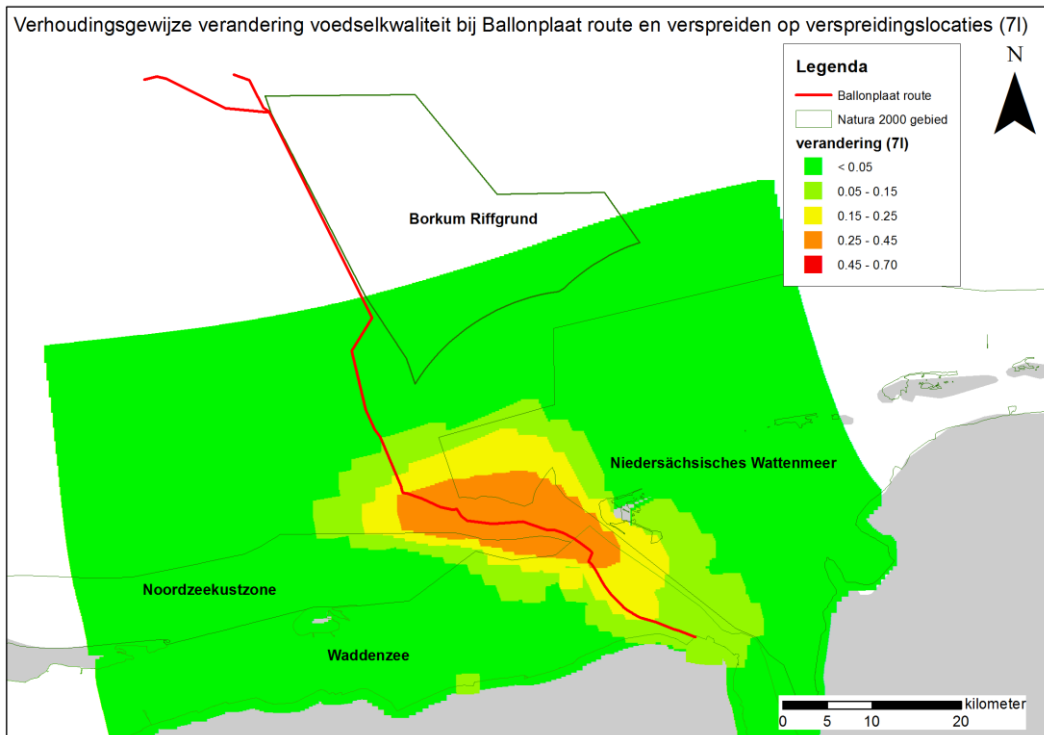 Verhoudingsgewijze verandering voedselkwaliteit bij Ballonplaat route en verspreiden op verspreidingslocaties (7l)
N
Legenda
Ballonplaat route
Natura 2000 gebied
verandering (7l)
< 0.05
0.05 - 0.15
0.15 - 0.25
0.25 - 0.45
0.45 - 0.70
Borkum Riffgrund
Niedersächsisches Wattenmeer
Noordzeekustzone
Waddenzee
kilometer
0 5 10 20